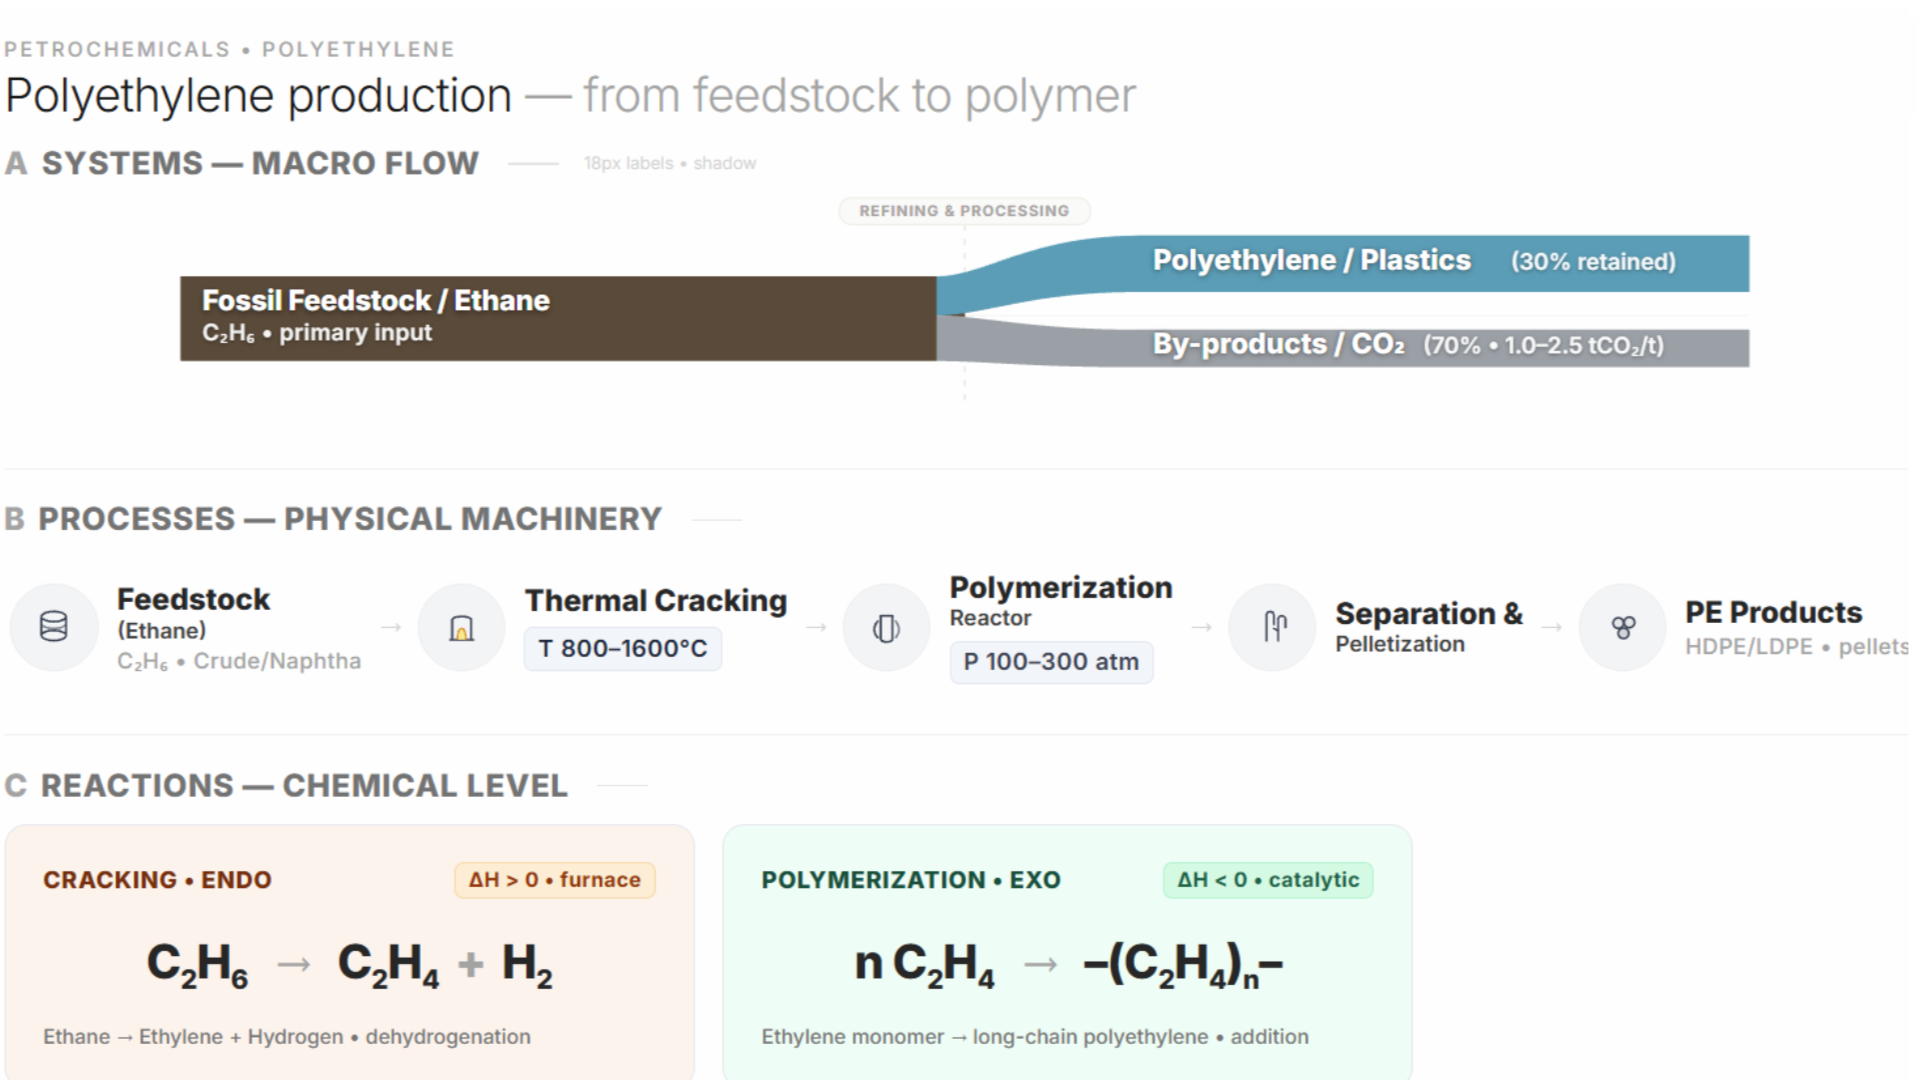 PETROCHEMICALS • POLYETHYLENE
Polyethylene production — from feedstock to polymer
A SYSTEMS — MACRO FLOW
18px labels • shadow
REFINING & PROCESSING
Fossil Feedstock / Ethane
C₂H₆ • primary input
Polyethylene / Plastics (30% retained)
By-products / CO₂ (70% • 1.0–2.5 tCO₂/t)
B PROCESSES — PHYSICAL MACHINERY
Feedstock
(Ethane)
C₂H₆ • Crude/Naphtha
→
Thermal Cracking
T 800–1600°C
→
Polymerization
Reactor
P 100–300 atm
→
Separation &
Pelletization
→
PE Products
HDPE/LDPE • pellets
C REACTIONS — CHEMICAL LEVEL
CRACKING • ENDO
ΔH > 0 • furnace
C₂H₆ → C₂H₄ + H₂
Ethane → Ethylene + Hydrogen • dehydrogenation
POLYMERIZATION • EXO
ΔH < 0 • catalytic
n C₂H₄ → –(C₂H₄)ₙ–
Ethylene monomer → long-chain polyethylene • addition